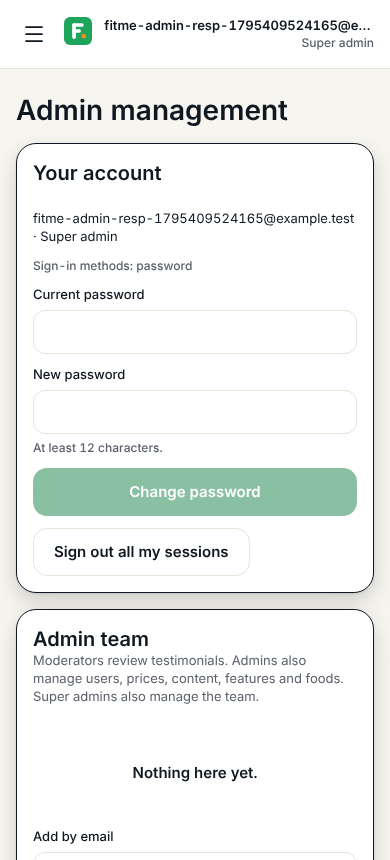 F.
fitme-admin-resp-1795409524165@e...
Super admin
Admin management
Your account
fitme-admin-resp-1795409524165@example.test
· Super admin
Sign-in methods: password
Current password
New password
At least 12 characters.
Change password
Sign out all my sessions
Admin team
Moderators review testimonials. Admins also
manage users, prices, content, features and foods.
Super admins also manage the team.
Nothing here yet.
Add by email